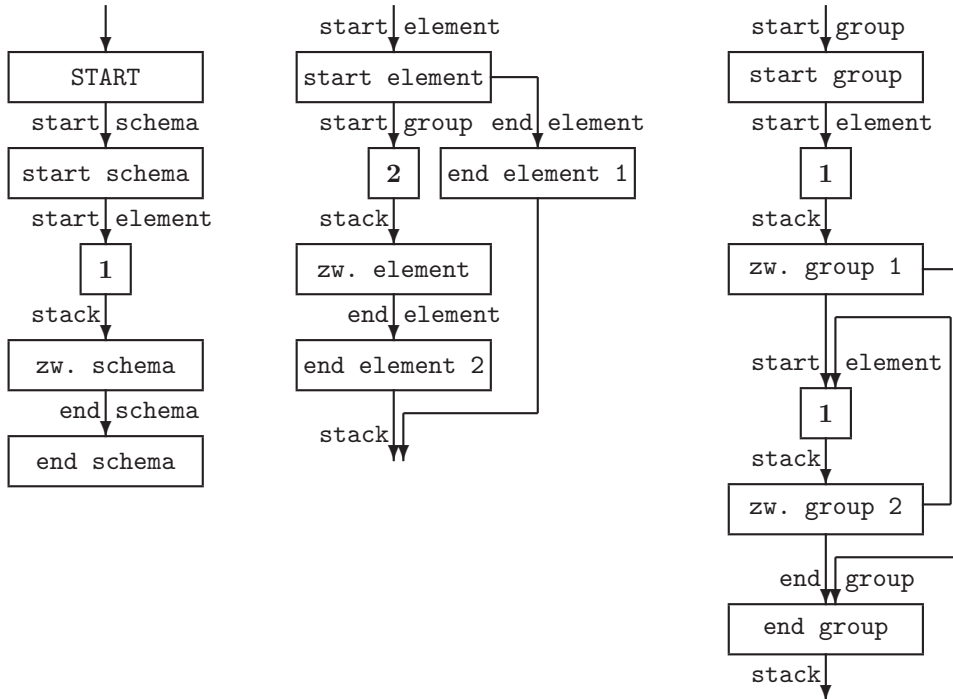 START
start schema
start schema
start element
1
stack
zw. schema
end schema
end schema
start element
start element
start group
end element
2
end element 1
stack
zw. element
end element
end element 2
stack
start group
start group
start element
1
stack
zw. group 1
start element
1
stack
zw. group 2
end group
end group
stack